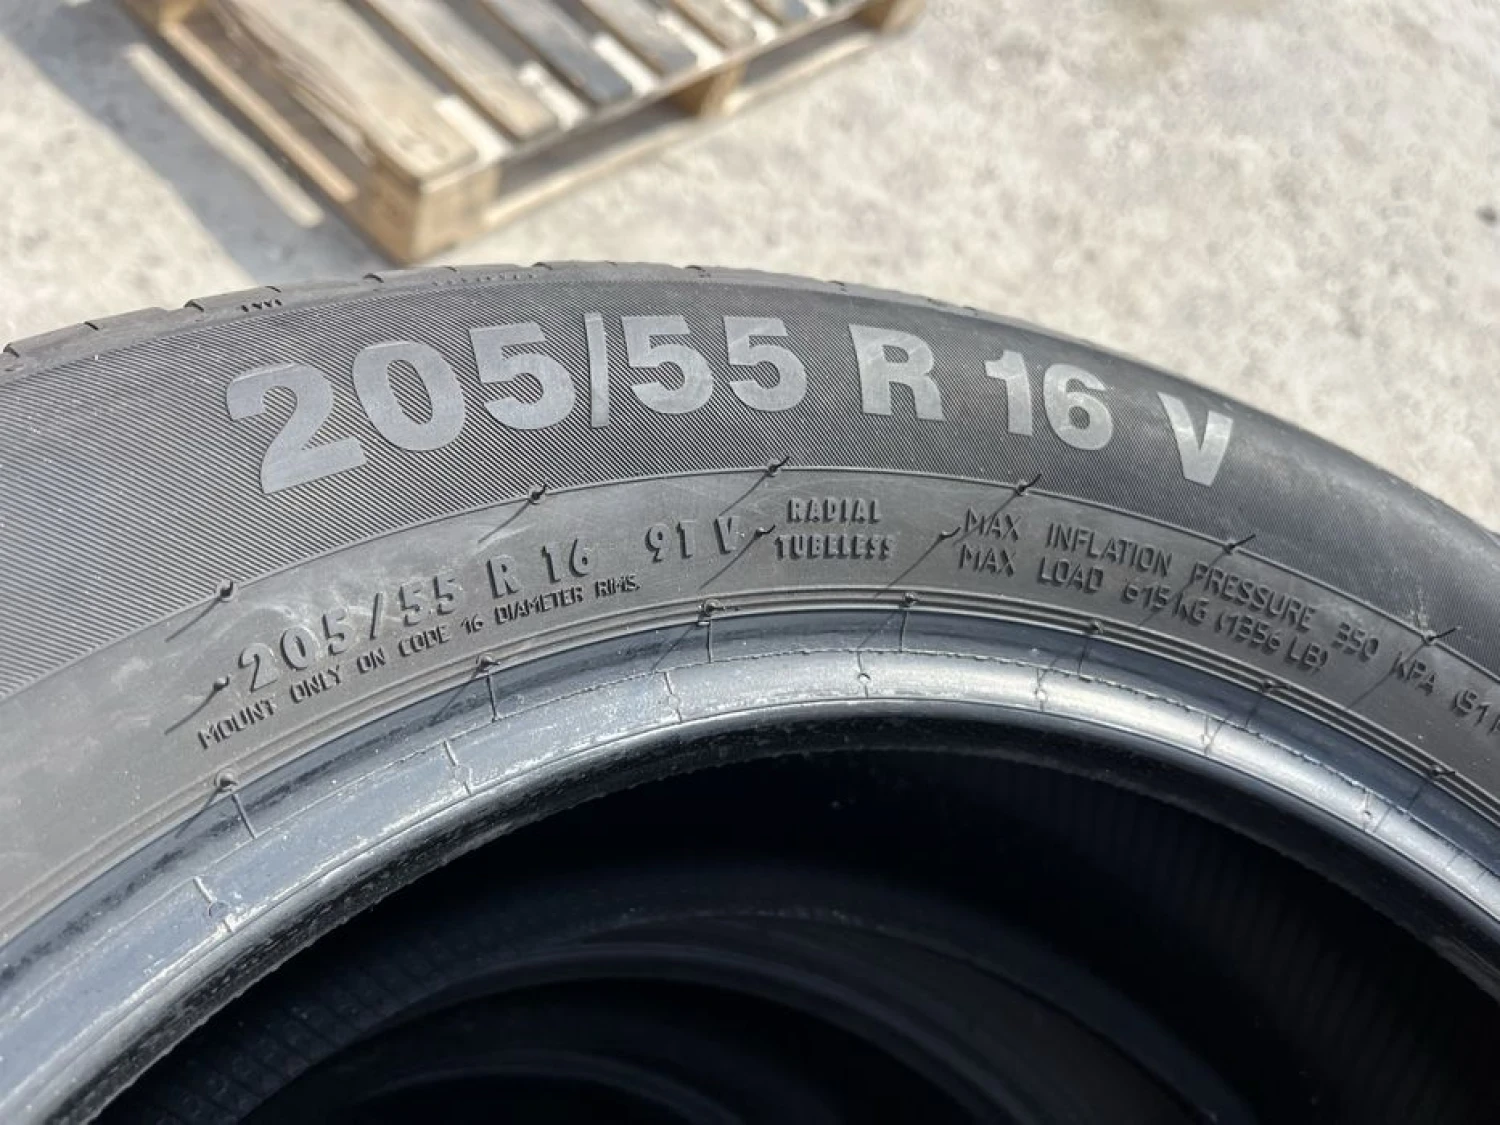 205/55 R 16 V
205/55 R 16 91 V
MOUNT ONLY ON CODE 16 DIAMETER RIMS.
RADIAL
TUBELESS
MAX INFLATION PRESSURE 350 KPA (51
MAX LOAD 615 KG (1356 LB)